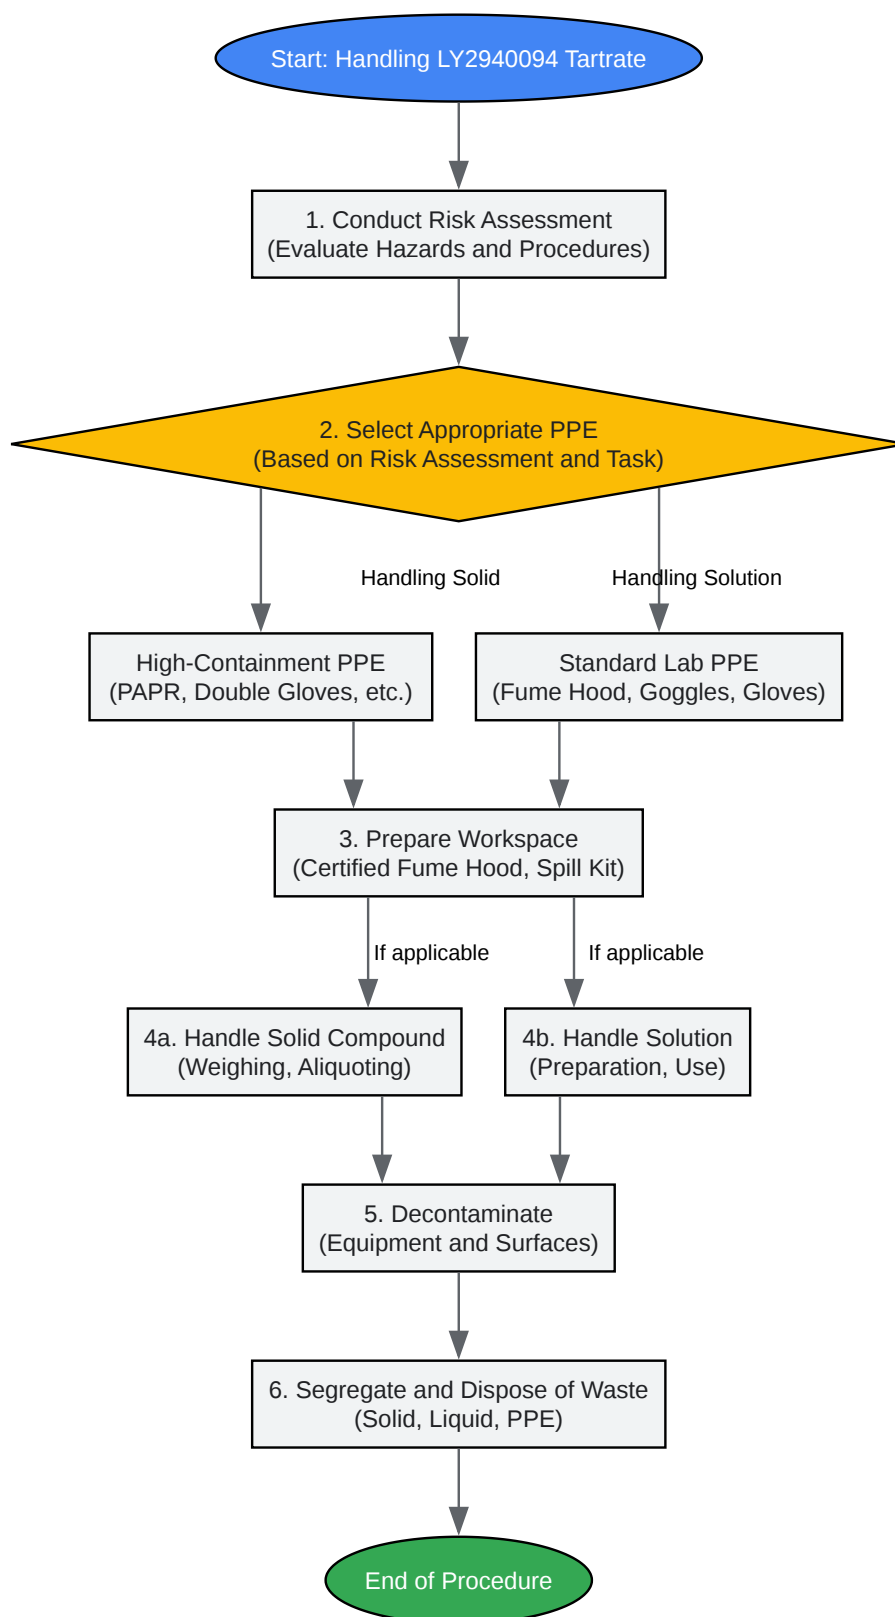 Start: Handling LY2940094 Tartrate
1. Conduct Risk Assessment
(Evaluate Hazards and Procedures)
2. Select Appropriate PPE
(Based on Risk Assessment and Task)
Handling Solid
Handling Solution
High-Containment PPE
(PAPR, Double Gloves, etc.)
Standard Lab PPE
(Fume Hood, Goggles, Gloves)
3. Prepare Workspace
(Certified Fume Hood, Spill Kit)
If applicable
If applicable
4a. Handle Solid Compound
(Weighing, Aliquoting)
4b. Handle Solution
(Preparation, Use)
5. Decontaminate
(Equipment and Surfaces)
6. Segregate and Dispose of Waste
(Solid, Liquid, PPE)
End of Procedure